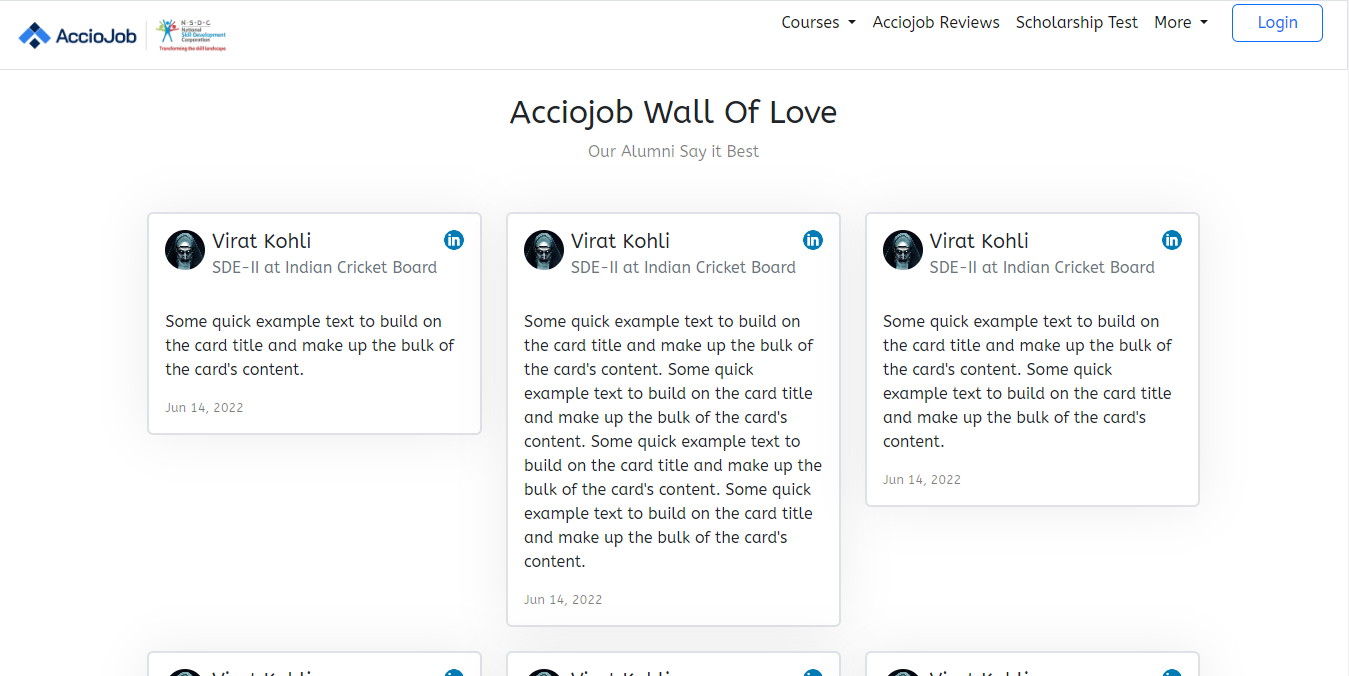 AccioJob
N·S·D·C
National
Skill Development
Corporation
Transforming the skill landscape
Courses
Acciojob Reviews
Scholarship Test
More
Login
Acciojob Wall Of Love
Our Alumni Say it Best
Virat Kohli
in
SDE-II at Indian Cricket Board
Some quick example text to build on
the card title and make up the bulk of
the card's content.
Jun 14, 2022
Virat Kohli
in
SDE-II at Indian Cricket Board
Some quick example text to build on
the card title and make up the bulk of
the card's content. Some quick
example text to build on the card title
and make up the bulk of the card's
content. Some quick example text to
build on the card title and make up the
bulk of the card's content. Some quick
example text to build on the card title
and make up the bulk of the card's
content.
Jun 14, 2022
Virat Kohli
in
SDE-II at Indian Cricket Board
Some quick example text to build on
the card title and make up the bulk of
the card's content. Some quick
example text to build on the card title
and make up the bulk of the card's
content.
Jun 14, 2022
Virat Kohli
Virat Kohli
Virat Kohli